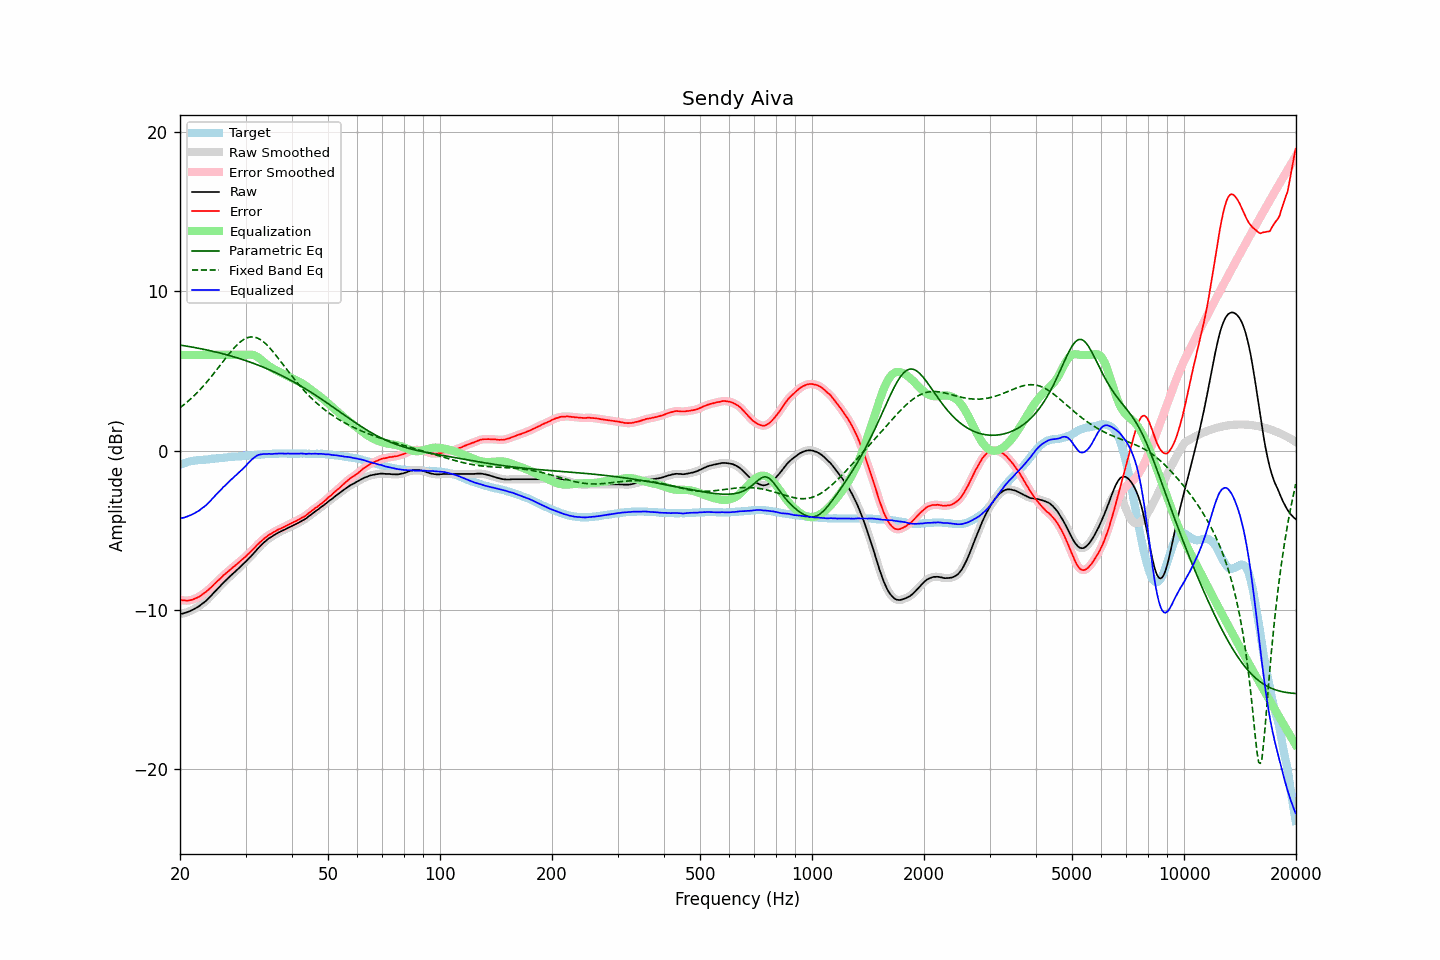 Sendy Aiva
Target
Raw Smoothed
Error Smoothed
Raw
Error
Equalization
Parametric Eq
Fixed Band Eq
Equalized
Amplitude (dBr)
20
10
0
−10
−20
20 50 100 200 500 1000 2000 5000 10000 20000
Frequency (Hz)